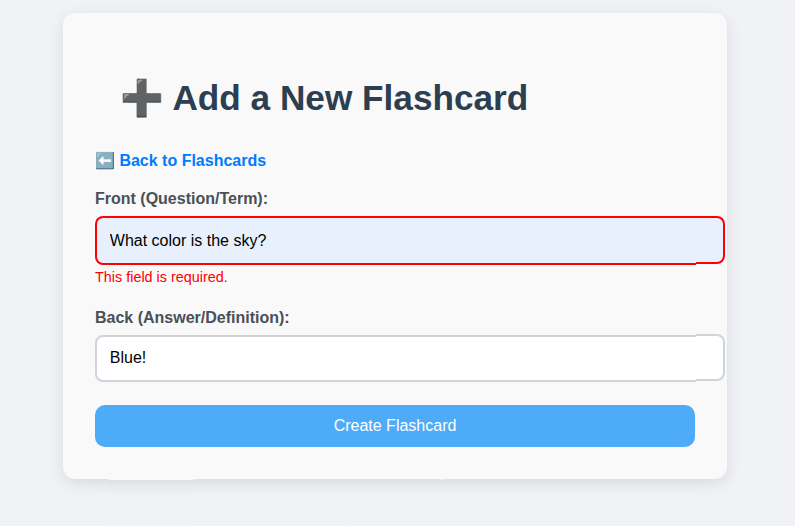 ➕ Add a New Flashcard
⬅️ Back to Flashcards
Front (Question/Term):
What color is the sky?
This field is required.
Back (Answer/Definition):
Blue!
Create Flashcard